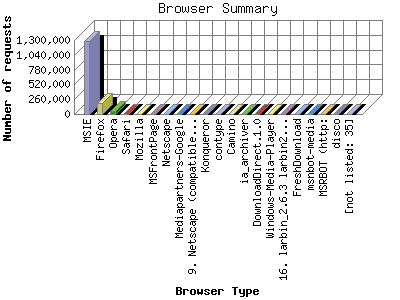 Browser Summary
Number of requests
1,300,000
1,040,000
780,000
520,000
260,000
0
MSIE
Firefox
Opera
Safari
Mozilla
MSFrontPage
Netscape
Mediapartners-Google
9. Netscape (compatible...
Konqueror
contype
Camino
ia_archiver
DownloadDirect.1.0
Windows-Media-Player
16. larbin_2.6.3 larbin2...
FreshDownload
msnbot-media
MSRBOT (http:
disco
[not listed: 35]
Browser Type